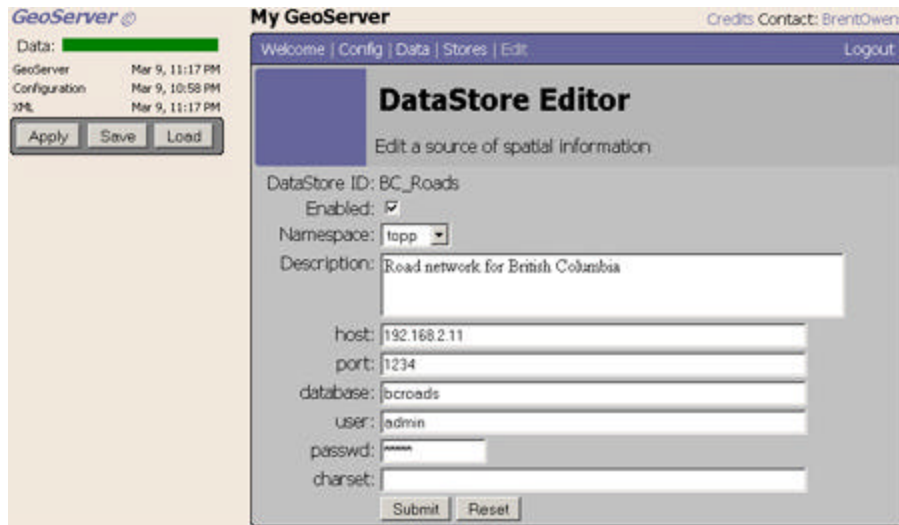 GeoServer ©
Data:
GeoServer Mar 9, 11:17 PM
Configuration Mar 9, 10:58 PM
XML Mar 9, 11:17 PM
Apply Save Load
My GeoServer
Credits Contact: BrentOwen
Welcome | Config | Data | Stores | Edit
Logout
DataStore Editor
Edit a source of spatial information
DataStore ID: BC_Roads
Enabled:
Namespace: topp
Description: Road network for British Columbia
host: 192.168.2.11
port: 1234
database: bcroads
user: admin
passwd: *****
charset:
Submit Reset